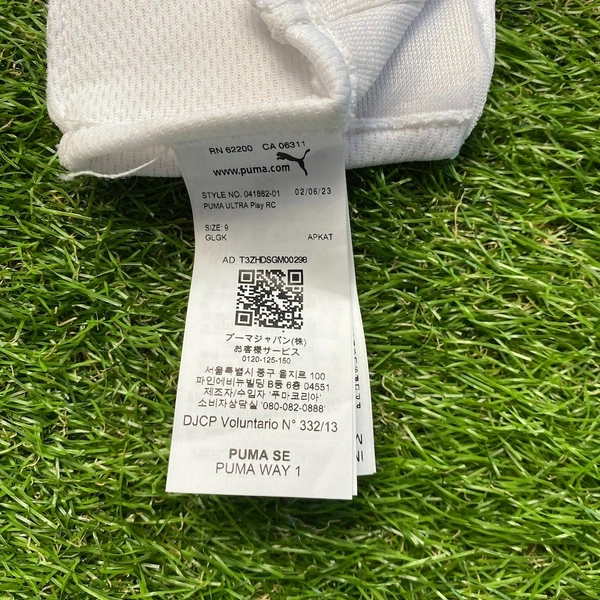 RN 62200 CA 06311
www.puma.com
STYLE NO. 041862-01 02/06/23
PUMA ULTRA Play RC
SIZE: 9
GLGK APKAT
AD T3ZHDSGM00298
プーマジャパン(株)
お客様サービス
0120-125-150
서울특별시 중구 을지로 100
파인에비뉴빌딩 B동 6층 04551
제조자/수입자 '푸마코리아'
소비자상담실 '080-082-0888'
DJCP Voluntario N° 332/13
PUMA SE
PUMA WAY 1